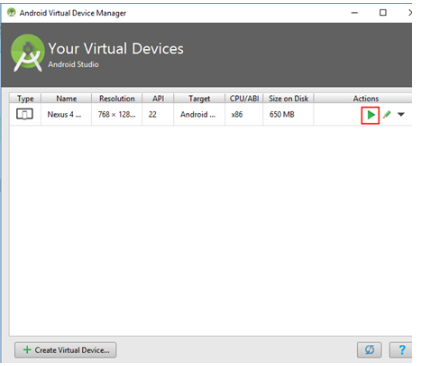 Android Virtual Device Manager
Your Virtual Devices
Android Studio
Type Name Resolution API Target CPU/ABI Size on Disk Actions
Nexus 4 ... 768 × 128... 22 Android ... x86 650 MB
+ Create Virtual Device...
?